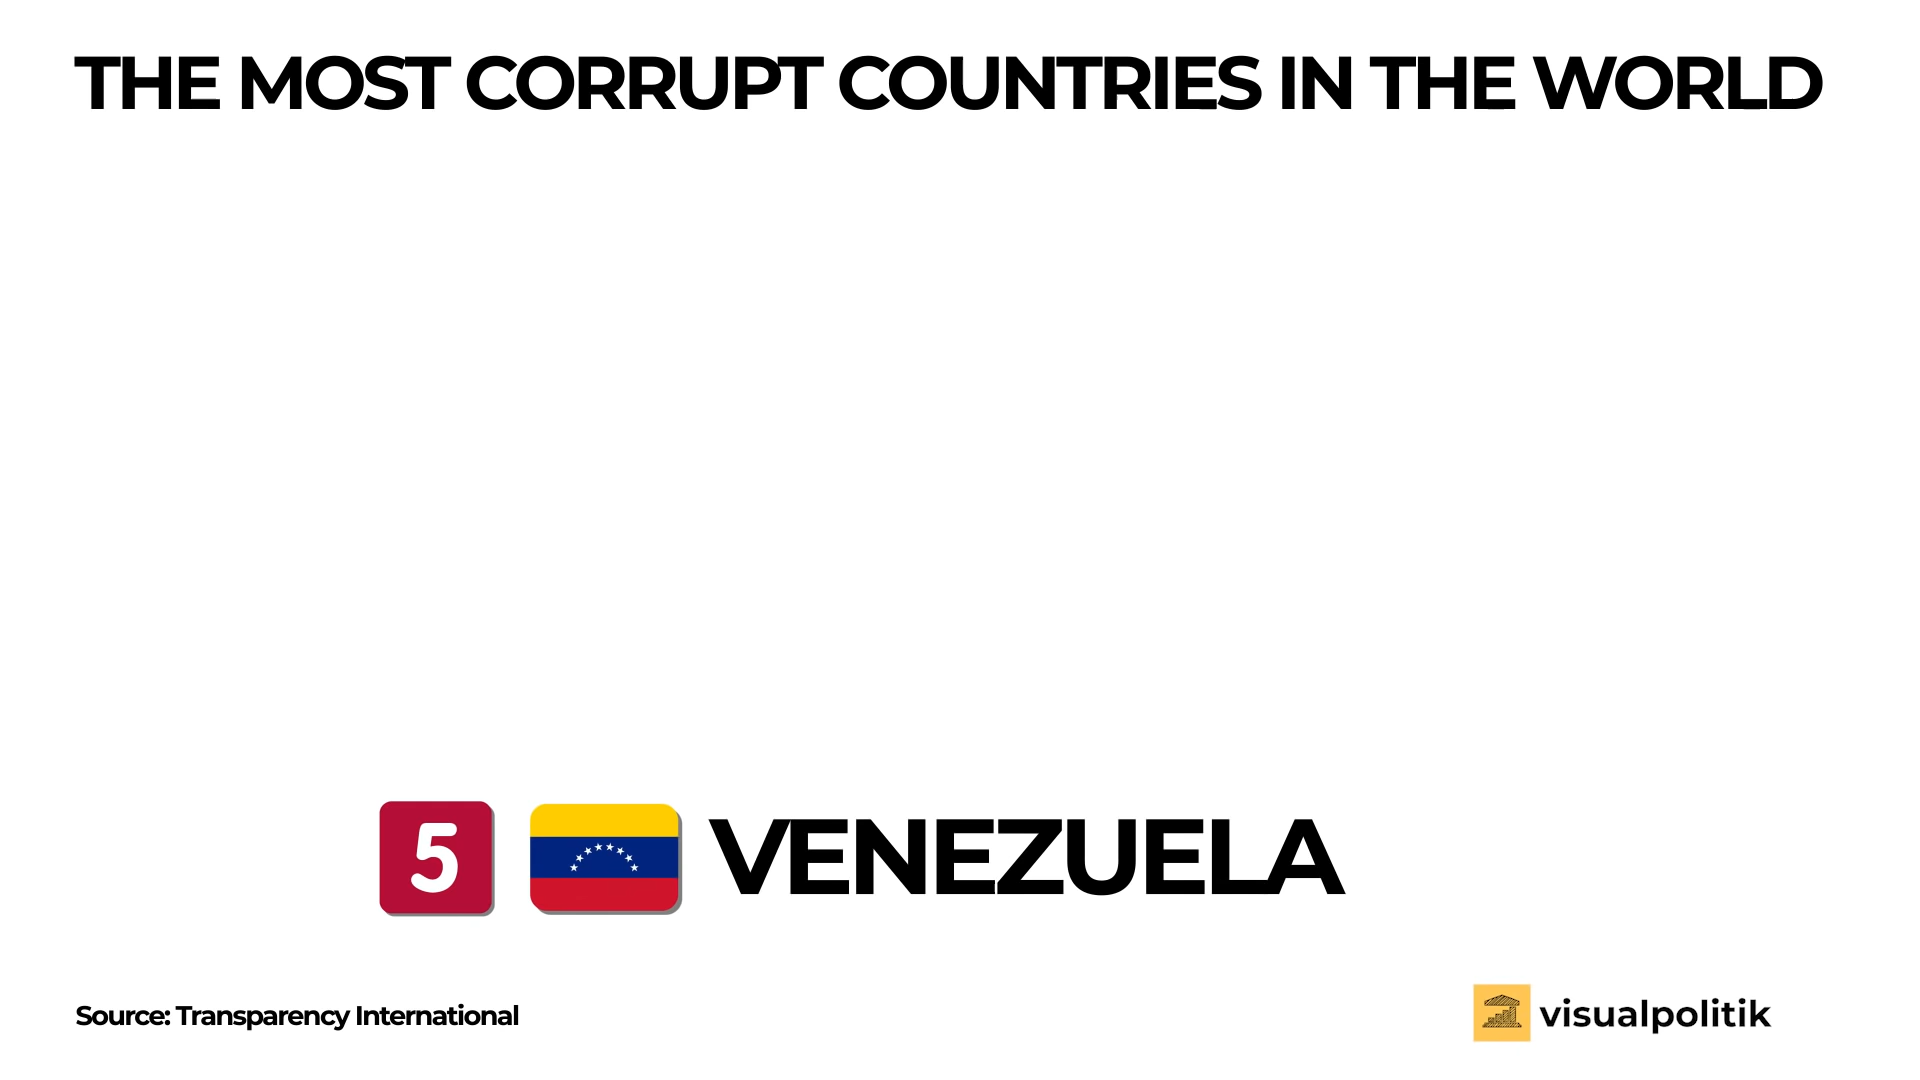 THE MOST CORRUPT COUNTRIES IN THE WORLD
5 VENEZUELA
Source: Transparency International
visualpolitik